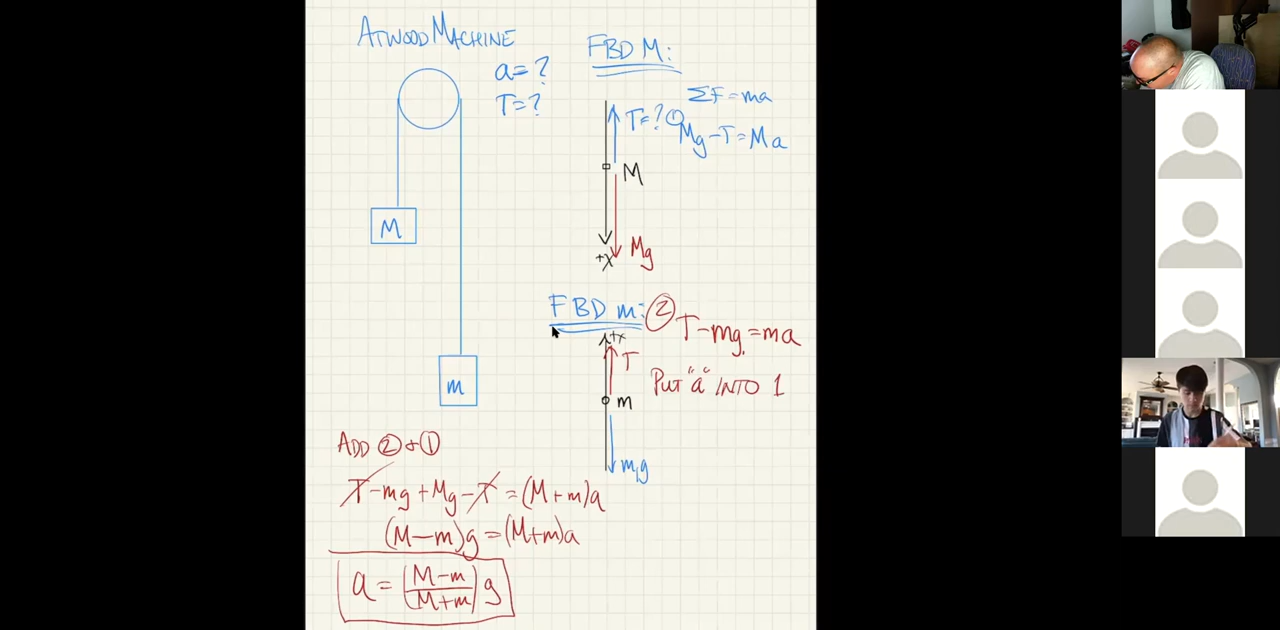 ATWOOD MACHINE
a=?
T=?
M
m
FBD M:
ΣF=ma
T=? ① Mg-T=Ma
M
+x Mg
FBD m: ② T-mg=ma
+x
T
Put "a" INTO 1
m
mg
ADD ② & ①
T-mg+Mg-T=(M+m)a
(M-m)g=(M+m)a
a=(M-m/(M+m))g